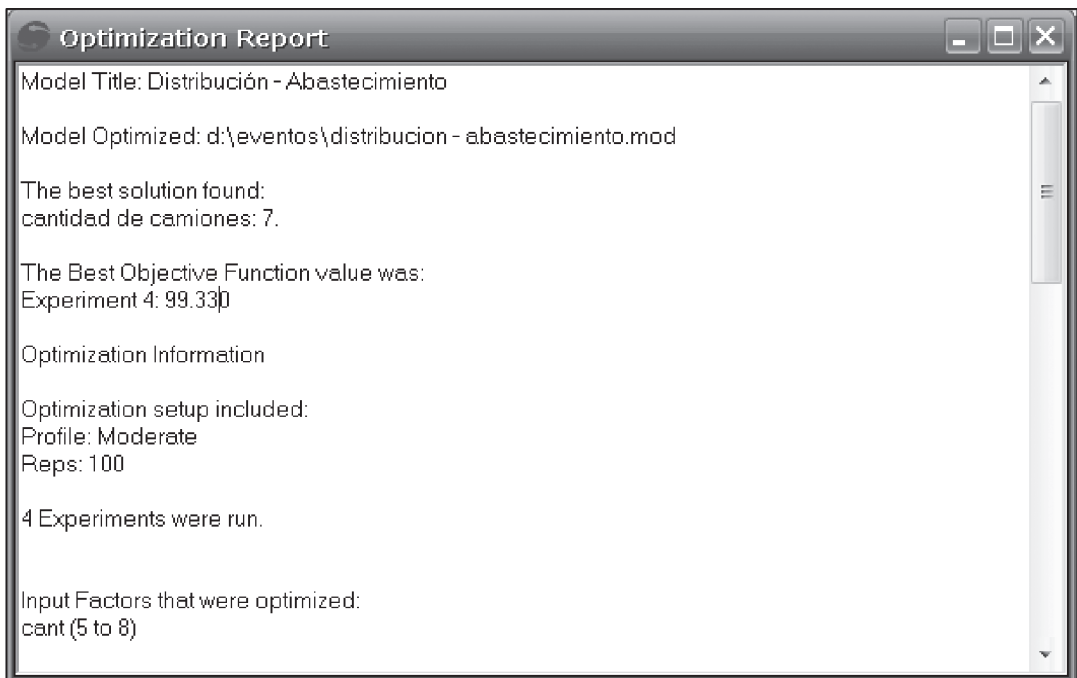 Optimization Report
Model Title: Distribución - Abastecimiento
Model Optimized: d:\eventos\distribucion - abastecimiento.mod
The best solution found:
cantidad de camiones: 7.
The Best Objective Function value was:
Experiment 4: 99.330
Optimization Information
Optimization setup included:
Profile: Moderate
Reps: 100
4 Experiments were run.
Input Factors that were optimized:
cant (5 to 8)